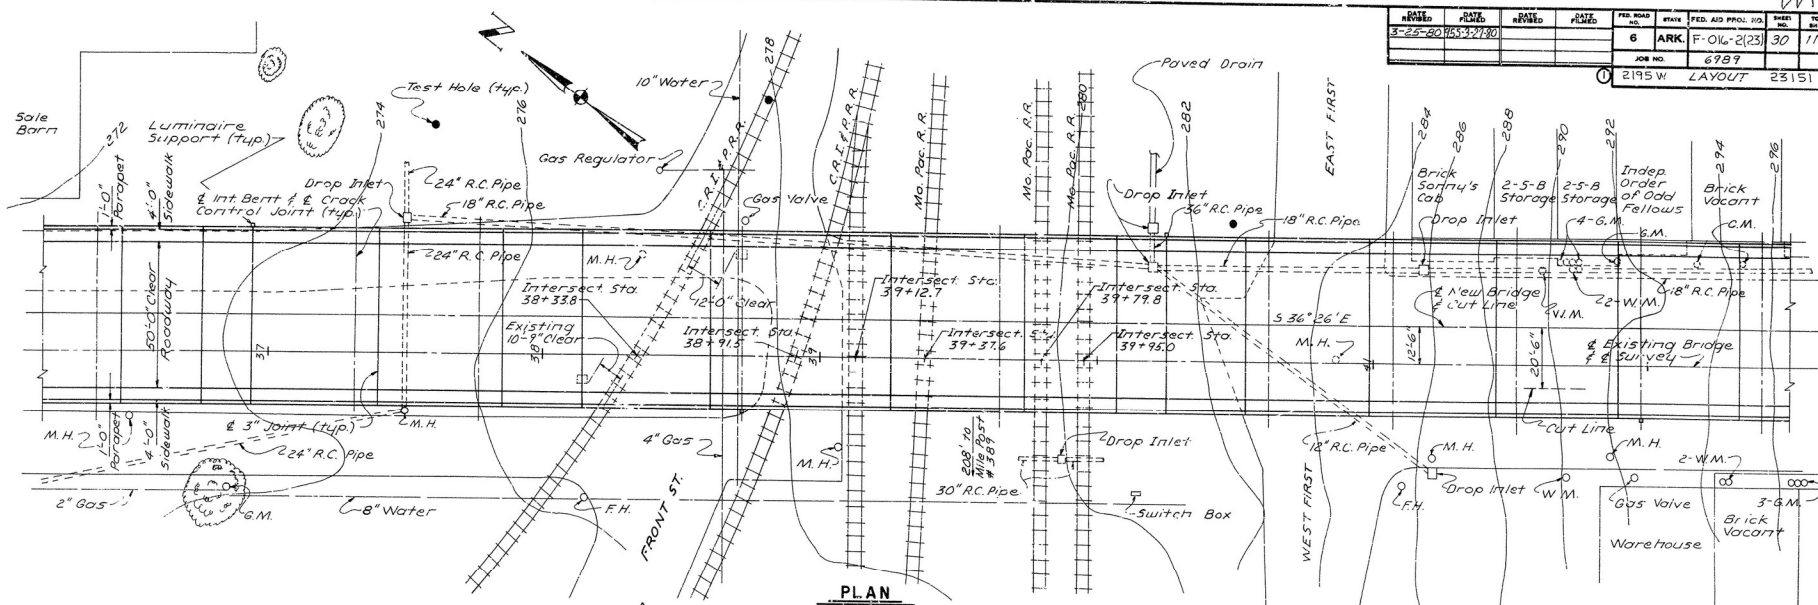 DATE REVISED
DATE FILMED
DATE REVISED
DATE FILMED
FED. ROAD NO.
STATE
FED. AID PROJ. NO.
SHEET NO.
3-25-80
6
ARK.
F-016-2(23)
30
JOB NO.
6989
① 2195 W LAYOUT 23151
Sale
Barn
272
Luminaire
Support (typ.)
274
Test Hole (typ.)
276
10" Water
278
Gas Regulator
C.R.I. & P. R.R.
C.R.I. & P. R.R.
Mo. Pac. R.R.
Mo. Pac. R.R.
Mo. Pac. R.R.
280
Paved Drain
282
EAST FIRST
284
286
288
290
292
294
296
1'-0"
Parapet
4'-0"
Sidewalk
℄ Int. Bent & ℄ Crack
Control Joint (typ.)
Drop Inlet
24" R.C. Pipe
18" R.C. Pipe
Gas Valve
Drop Inlet
36" R.C. Pipe
18" R.C. Pipe
Brick
Sonny's
Cab
Drop Inlet
2-S-B
Storage
2-S-B
Storage
4-G.M.
Indep.
Order
of Odd
Fellows
G.M.
Brick
Vacant
G.M.
24" R.C. Pipe
M.H.
50'-0" Clear
Roadway
Intersect. Sta.
38+33.8
12'-0" Clear
Intersect. Sta.
39+12.7
Intersect. Sta.
39+79.8
℄ New Bridge
& Cut Line
W.M.
2-W.M.
18" R.C. Pipe
S 36° 26' E
Existing
10'-9" Clear
Intersect. Sta.
38+91.5
Intersect. Sta.
39+37.6
Intersect. Sta.
39+95.0
M.H.
12'-6"
20'-6"
℄ Existing Bridge
& ℄ Survey
37
38
39
41
M.H.
1'-0"
Parapet
4'-0"
Sidewalk
℄ 3" Joint (typ.)
M.H.
24" R.C. Pipe
4" Gas
M.H.
208' to
Mile Post
# 389
Drop Inlet
30" R.C. Pipe
12" R.C. Pipe
Cut Line
M.H.
M.H.
2-W.M.
2" Gas
G.M.
8" Water
F.H.
FRONT ST.
Switch Box
WEST FIRST
F.H.
Drop Inlet
W.M.
Gas Valve
3-G.M.
Brick
Vacant
Warehouse
PLAN